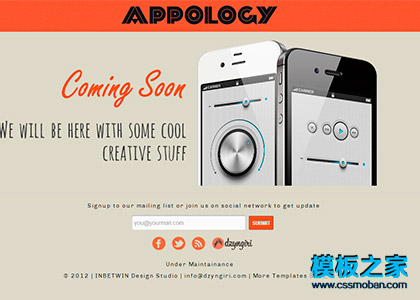 APPOLOGY
Coming Soon
WE WILL BE HERE WITH SOME COOL
CREATIVE STUFF
Signup to our mailing list or join us on social network to get update
you@yourmail.com
SUBMIT
dzyngiri
Under Maintainance
© 2012 | INBETWIN Design Studio | info@dzyngiri.com | More Templates
模板之家
www.cssmoban.com